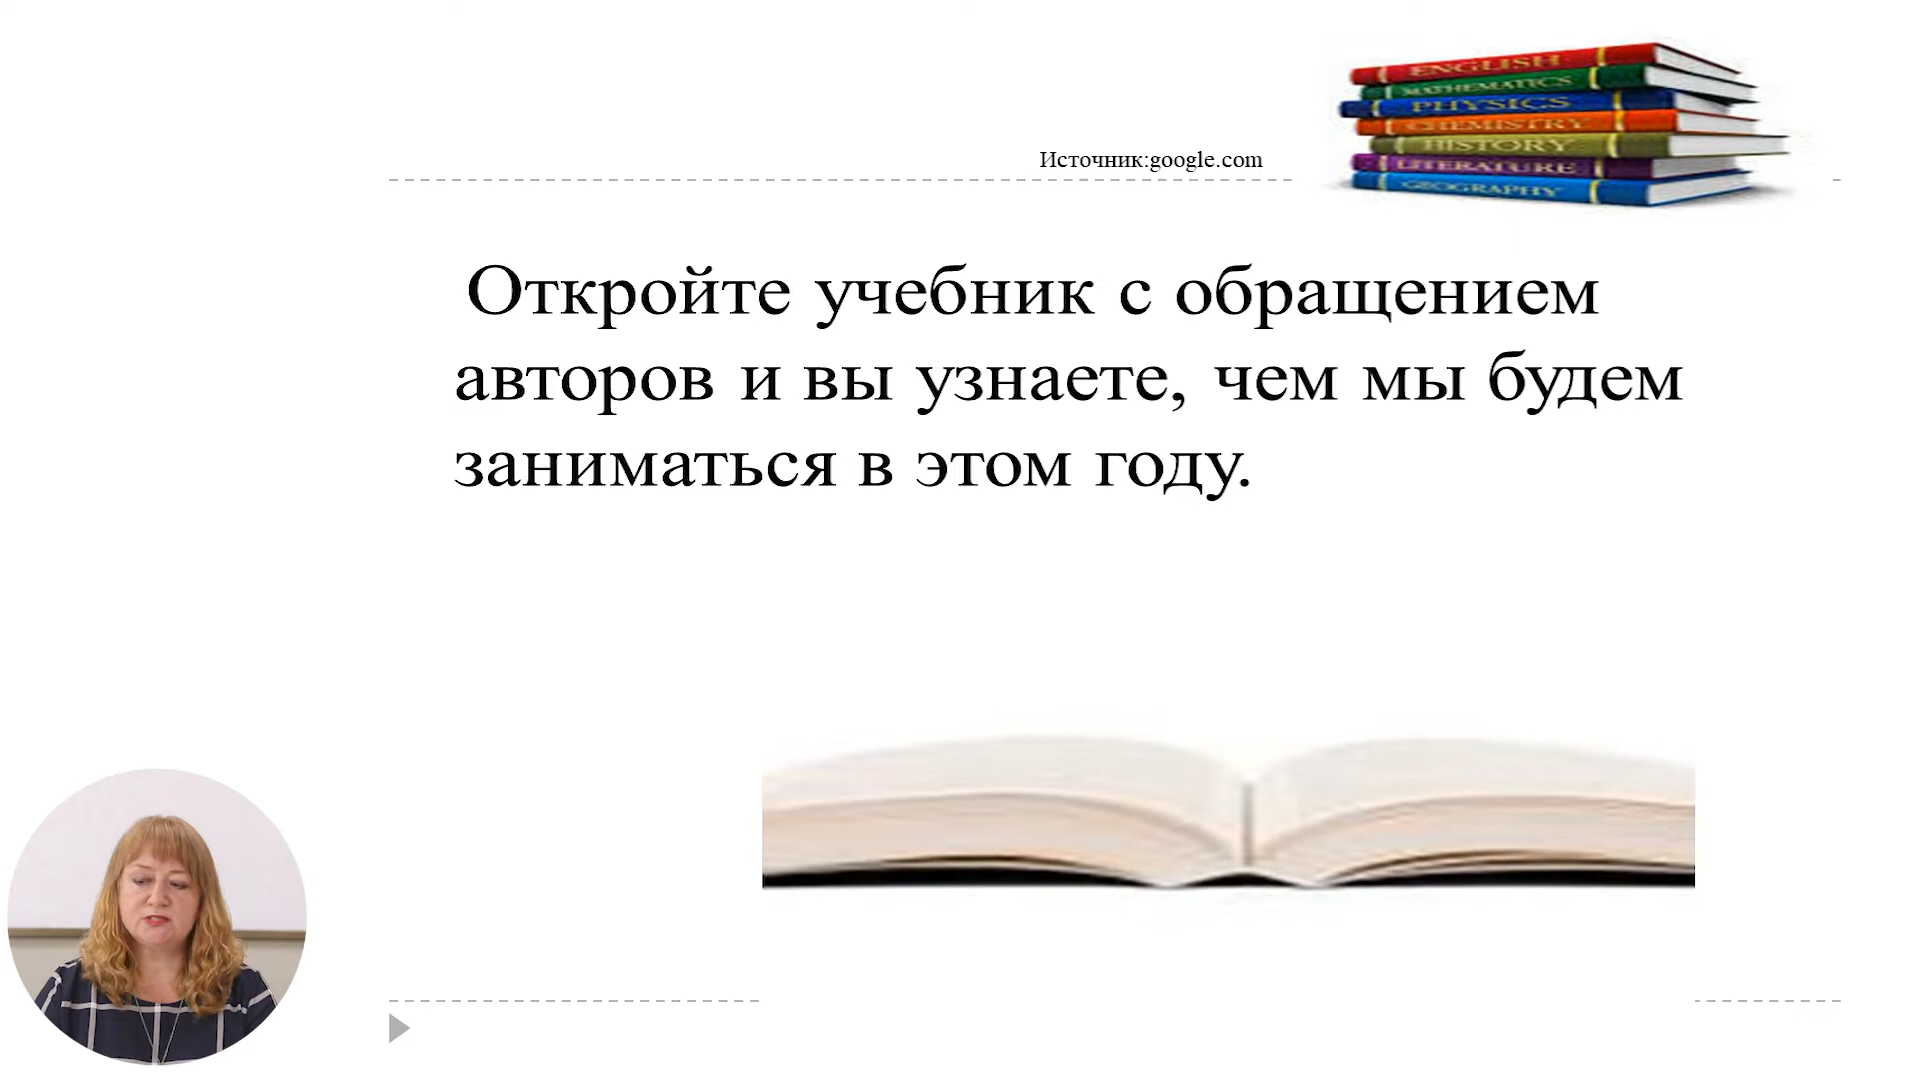 ENGLISH
MATHEMATICS
PHYSICS
CHEMISTRY
HISTORY
LITERATURE
GEOGRAPHY
Источник:google.com
Откройте учебник с обращением
авторов и вы узнаете, чем мы будем
заниматься в этом году.